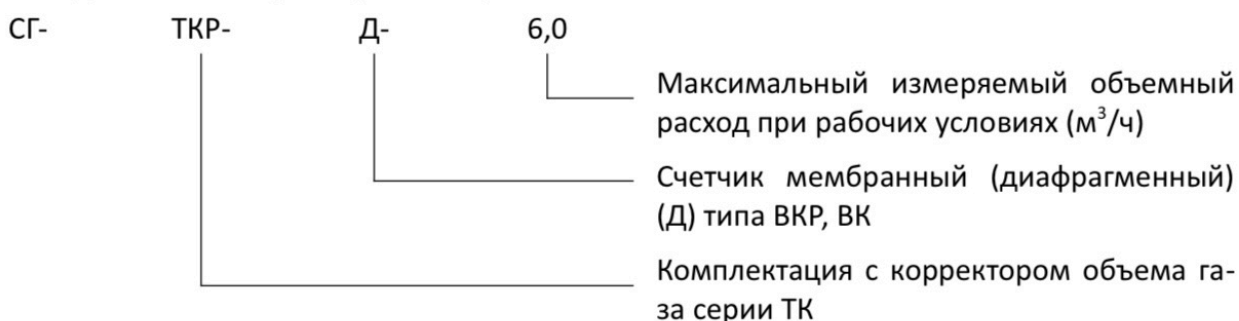 СГ- ТКР- Д- 6,0
Максимальный измеряемый объемный
расход при рабочих условиях (м³/ч)
Счетчик мембранный (диафрагменный)
(Д) типа ВКР, ВК
Комплектация с корректором объема га-
за серии ТК